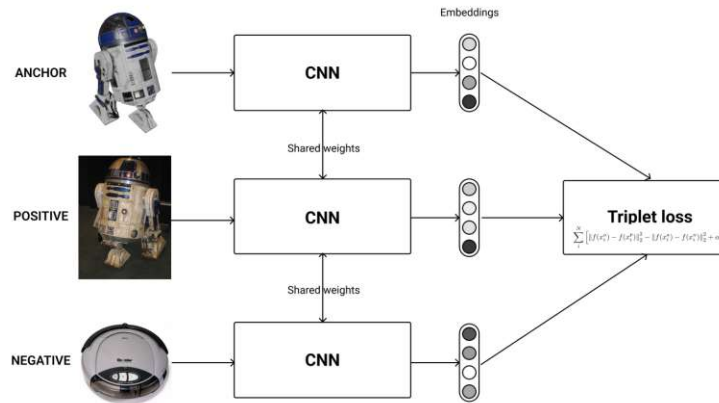 Embeddings
ANCHOR
CNN
Shared weights
POSITIVE
CNN
Triplet loss
Shared weights
NEGATIVE
CNN